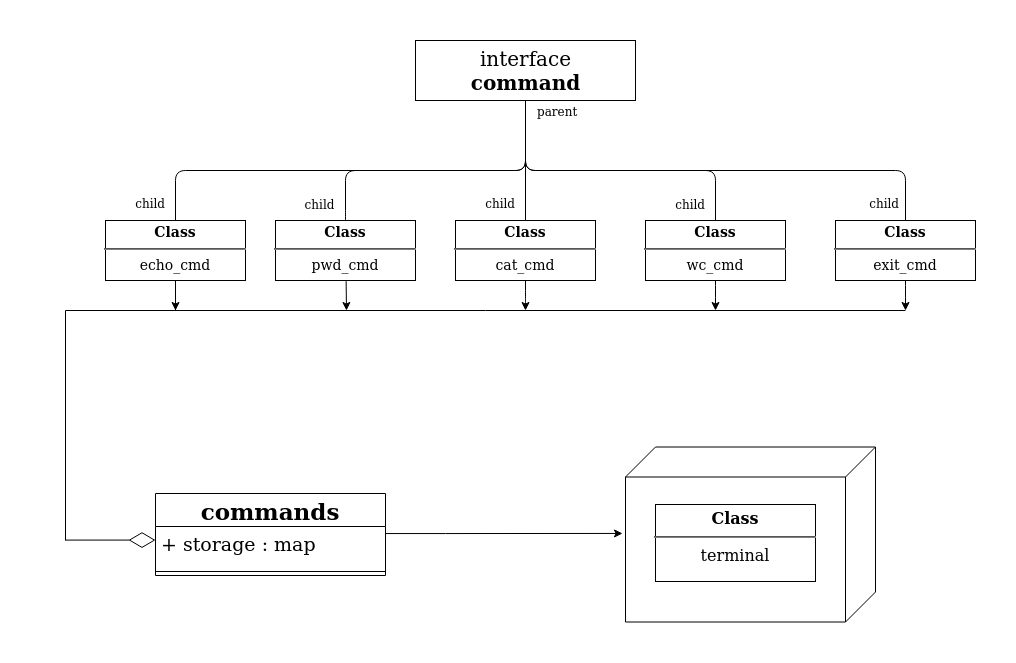 interface
command
parent
child
child
child
child
child
Class
Class
Class
Class
Class
echo_cmd
pwd_cmd
cat_cmd
wc_cmd
exit_cmd
commands
+ storage : map
Class
terminal